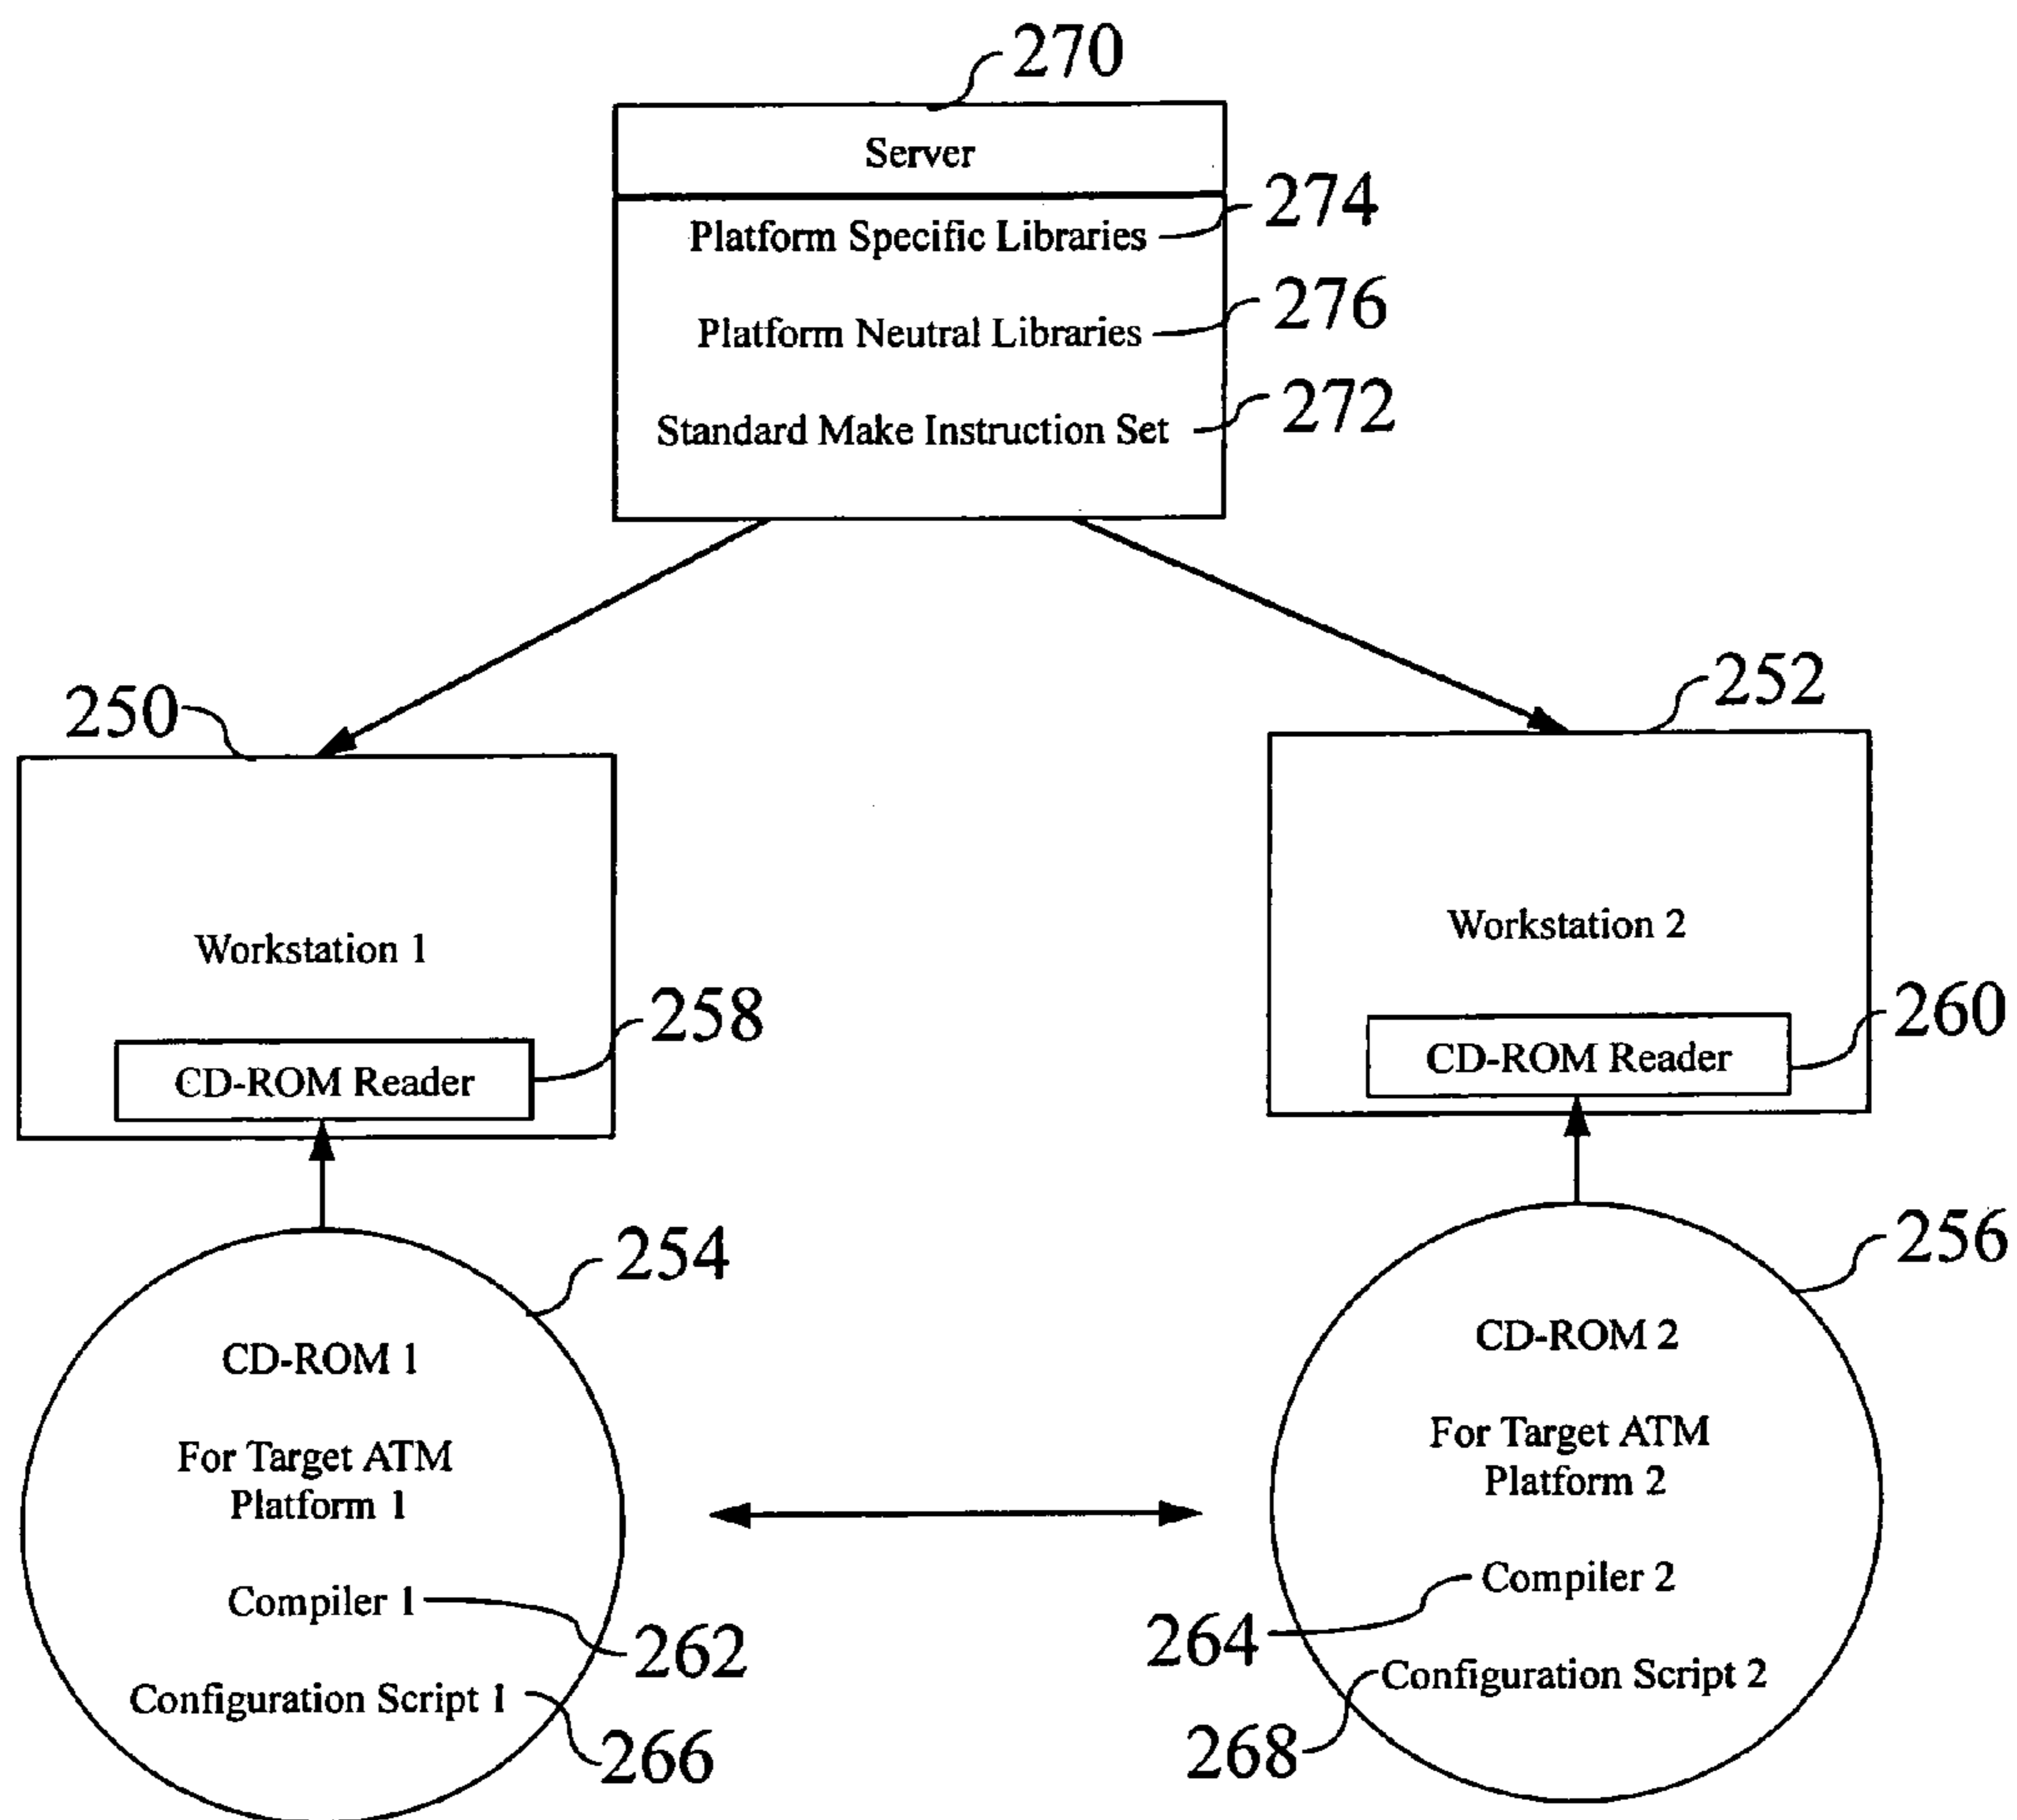 270
Server
274
Platform Specific Libraries
276
Platform Neutral Libraries
272
Standard Make Instruction Set
250
252
Workstation 1
Workstation 2
258
260
CD-ROM Reader
CD-ROM Reader
254
256
CD-ROM 1
CD-ROM 2
For Target ATM
Platform 1
For Target ATM
Platform 2
Compiler 1
Compiler 2
262
264
Configuration Script 1
Configuration Script 2
266
268